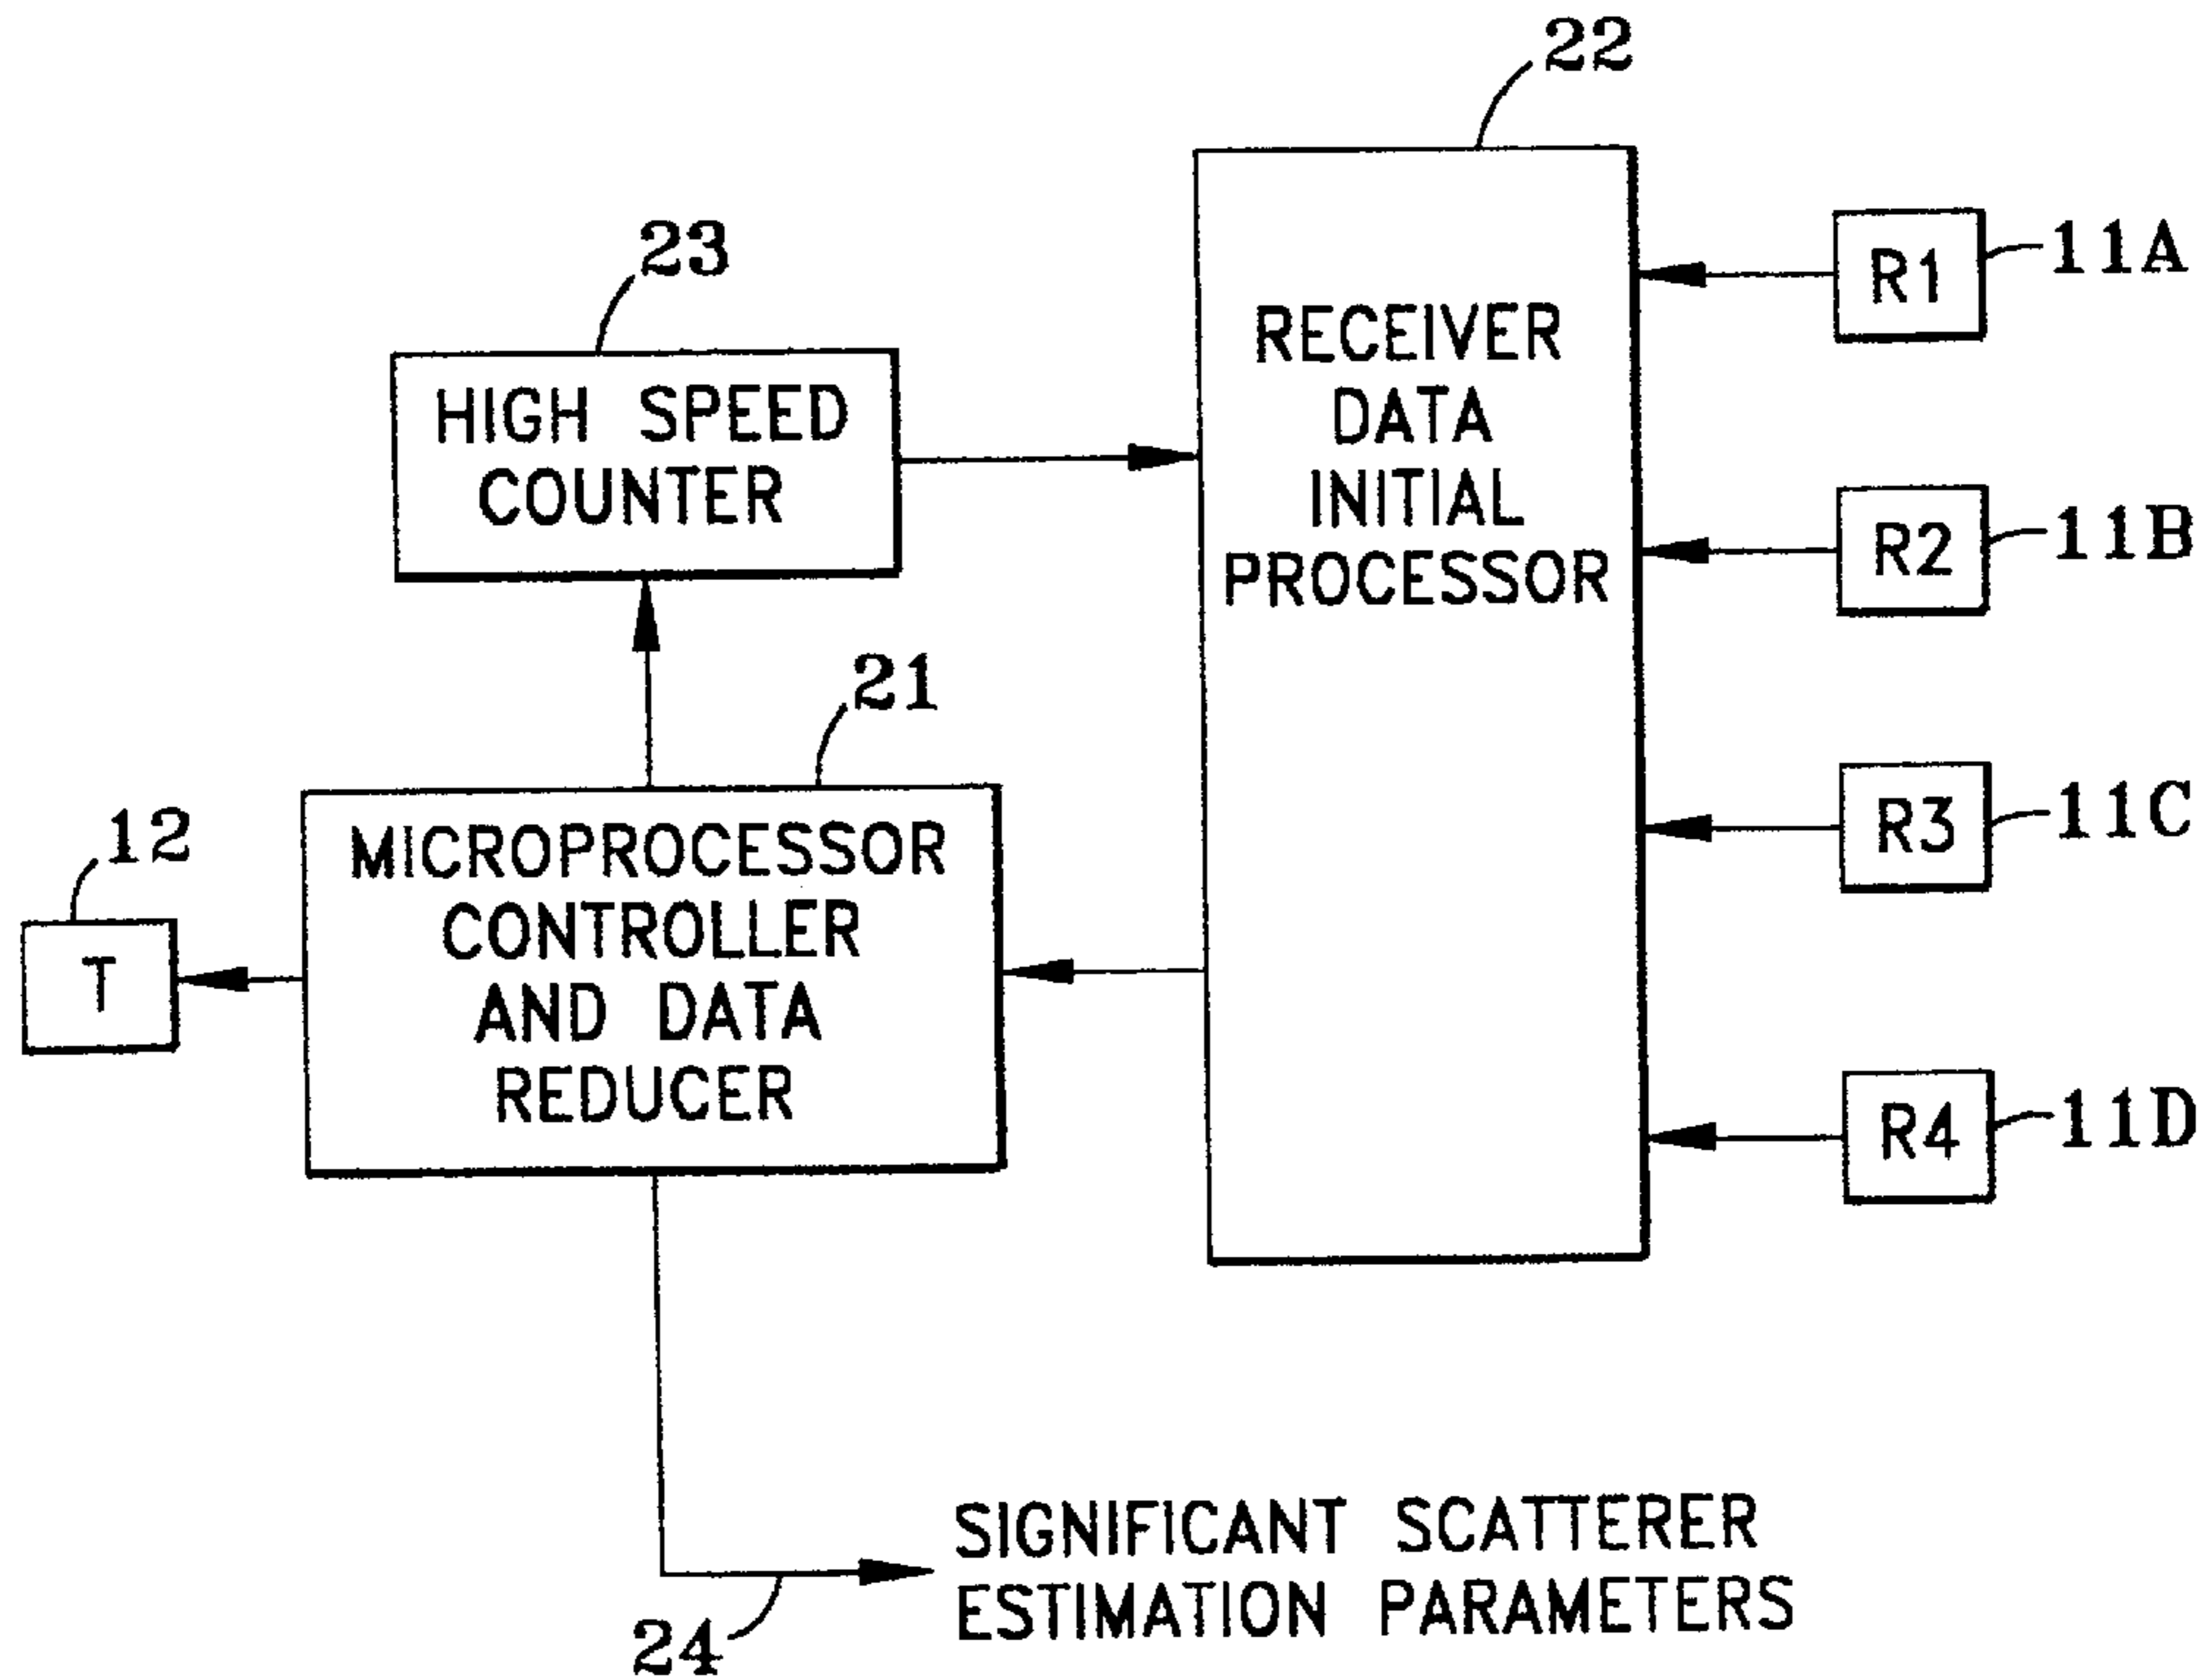 22
23
HIGH SPEED
COUNTER
RECEIVER
DATA
INITIAL
PROCESSOR
R1
11A
R2
11B
R3
11C
R4
11D
21
MICROPROCESSOR
CONTROLLER
AND DATA
REDUCER
12
T
SIGNIFICANT SCATTERER
ESTIMATION PARAMETERS
24